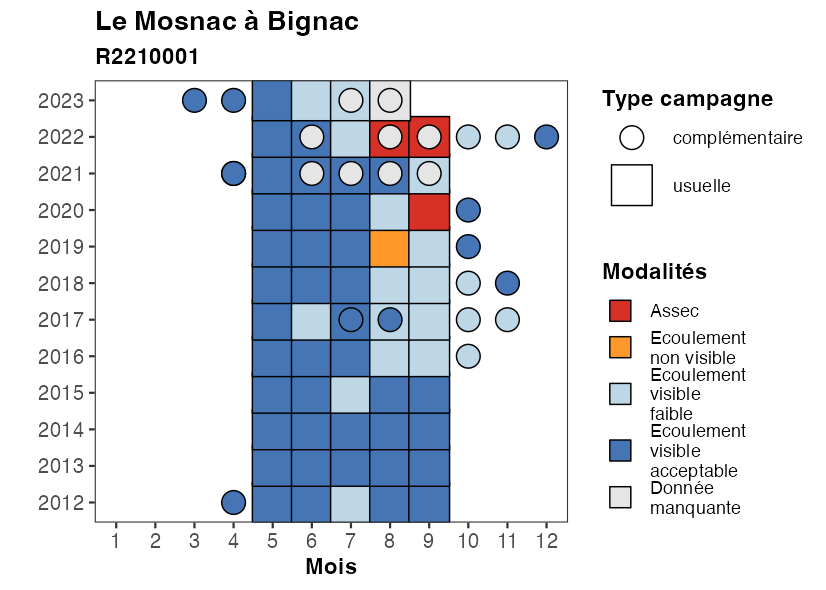 Le Mosnac à Bignac
R2210001
2023
2022
2021
2020
2019
2018
2017
2016
2015
2014
2013
2012
1 2 3 4 5 6 7 8 9 10 11 12
Mois
Type campagne
complémentaire
usuelle
Modalités
Assec
Ecoulement
non visible
Ecoulement
visible
faible
Ecoulement
visible
acceptable
Donnée
manquante